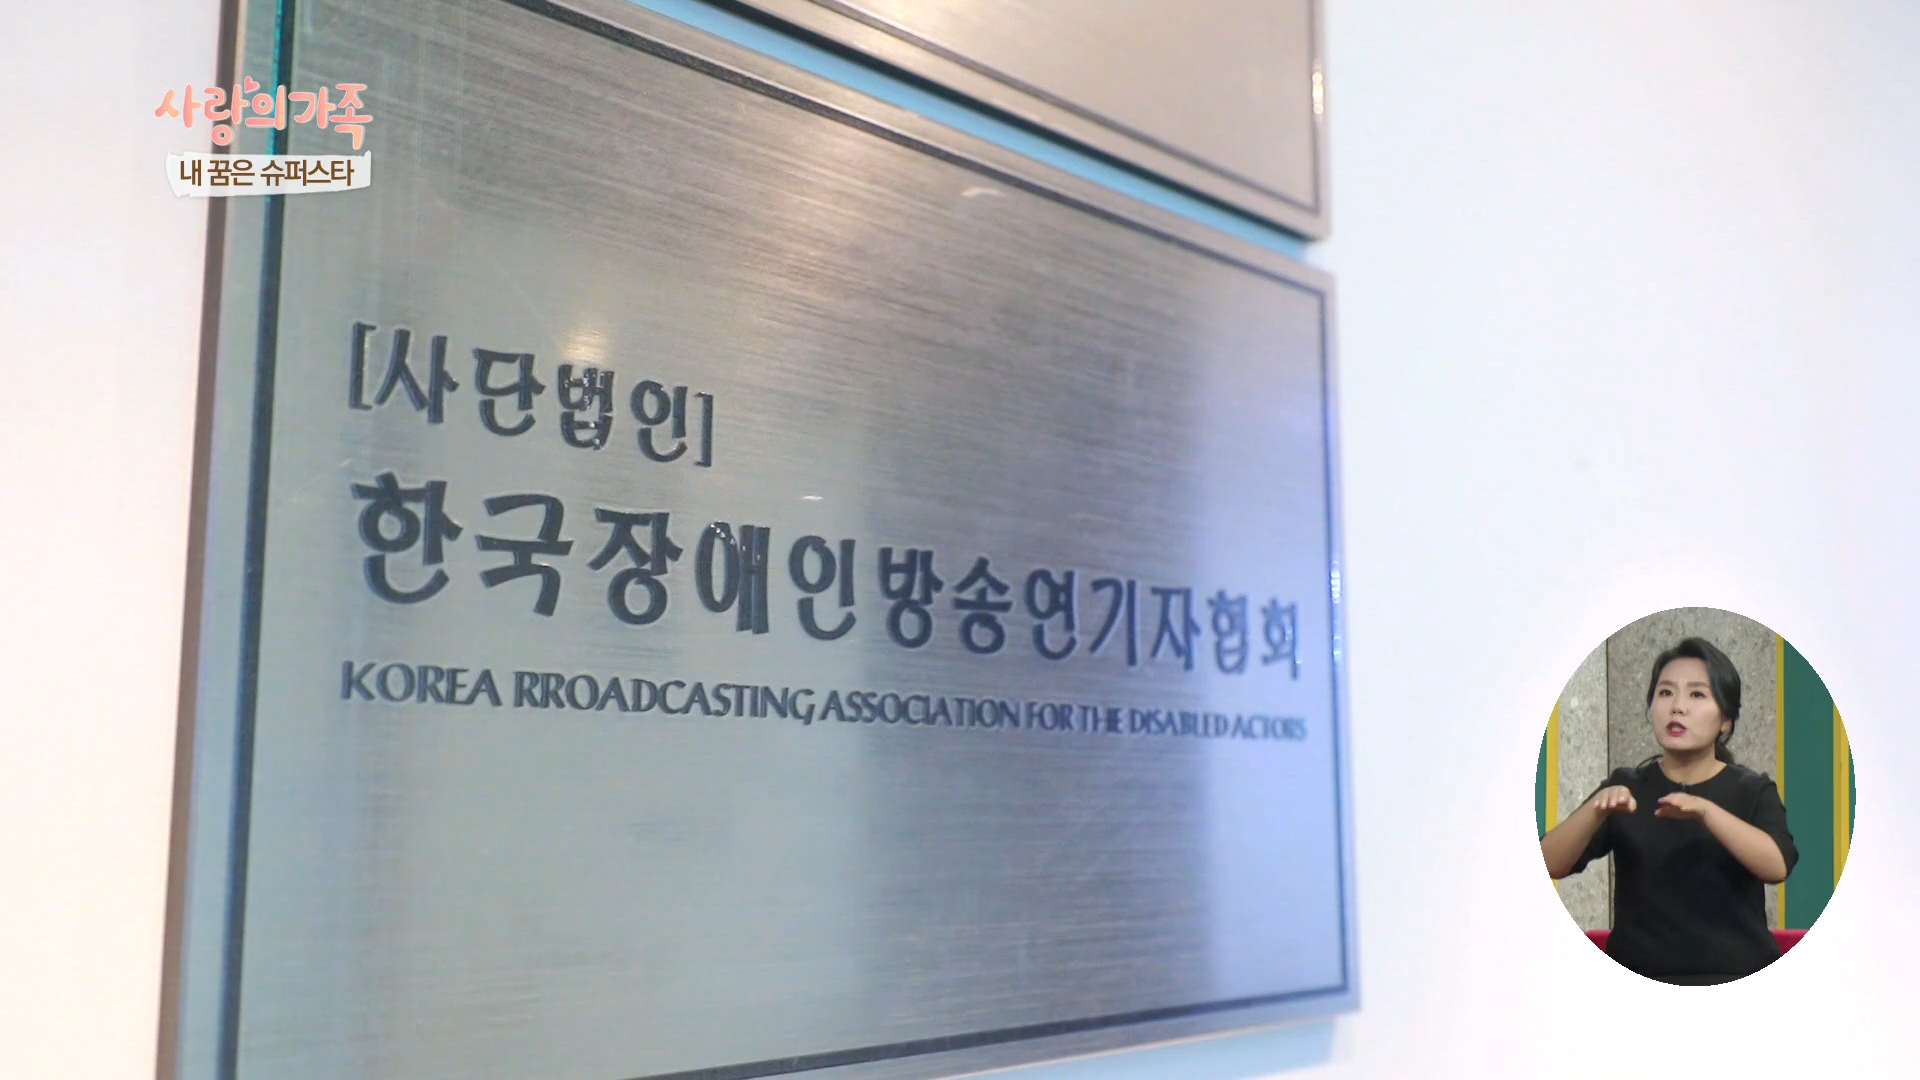 사랑의 가족
내 꿈은 슈퍼스타
[사단법인]
한국장애인방송연기자협회
KOREA RROADCASTING ASSOCIATION FOR THE DISABLED ACTORS